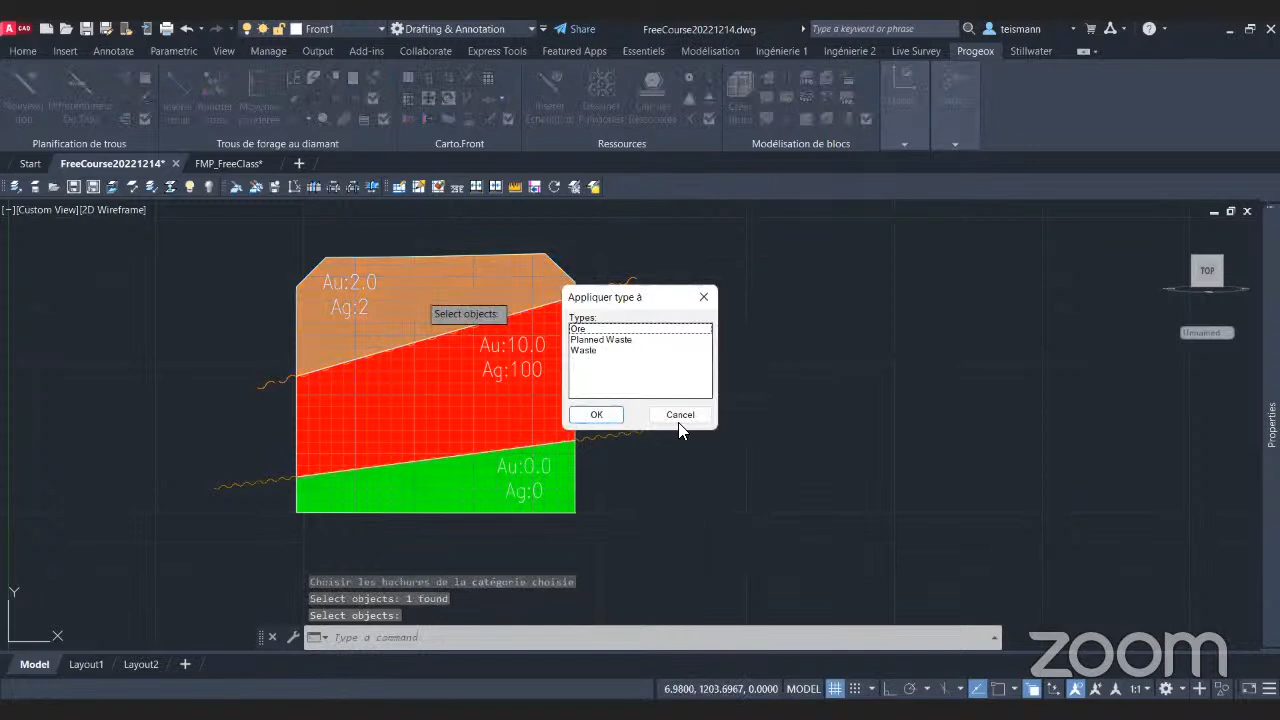 CAD
Front1
Drafting & Annotation
Share
FreeCourse20221214.dwg
Type a keyword or phrase
teismann
Home Insert Annotate Parametric View Manage Output Add-ins Collaborate Express Tools Featured Apps Essentiels Modélisation Ingénierie 1 Ingénierie 2 Live Survey Progeox Stillwater
Planification de trous
Trous de forage au diamant
Carto.Front
Ressources
Modélisation de blocs
Start
FreeCourse20221214*
FMP_FreeClass*
[−][Custom View][2D Wireframe]
TOP
Unnamed
Au:2.0
Ag:2
Select objects:
Au:10.0
Ag:100
Au:0.0
Ag:0
Appliquer type à
Types:
Ore
Planned Waste
Waste
OK
Cancel
Properties
Choisir les hachures de la catégorie choisie
Select objects: 1 found
Select objects:
Type a command
Y
X
zoom
Model
Layout1
Layout2
6.9800, 1203.6967, 0.0000
MODEL
1:1